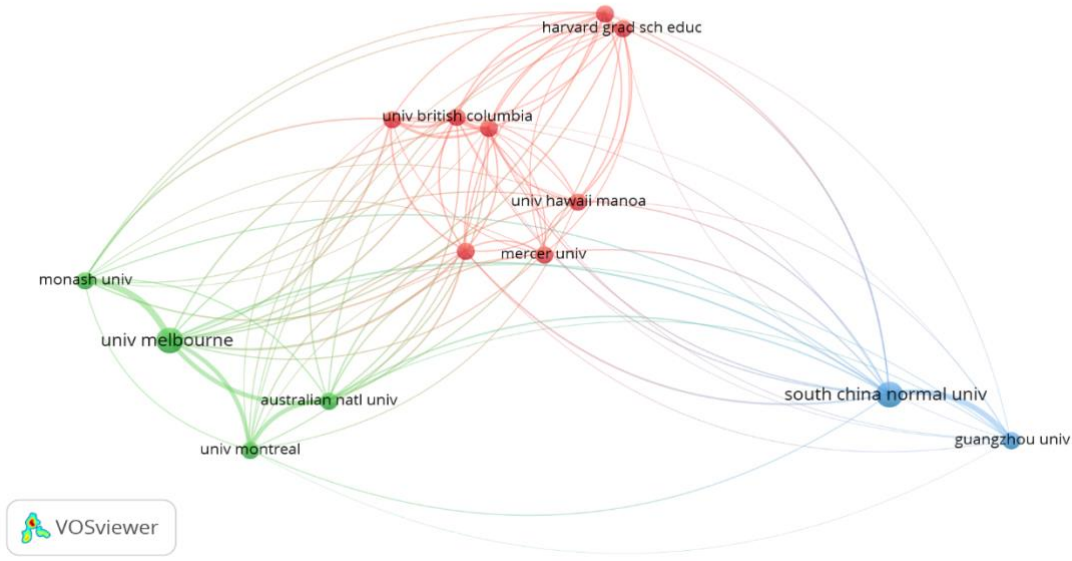 harvard grad sch educ
univ british columbia
univ hawaii manoa
mercer univ
monash univ
univ melbourne
south china normal univ
australian natl univ
guangzhou univ
univ montreal
VOSviewer